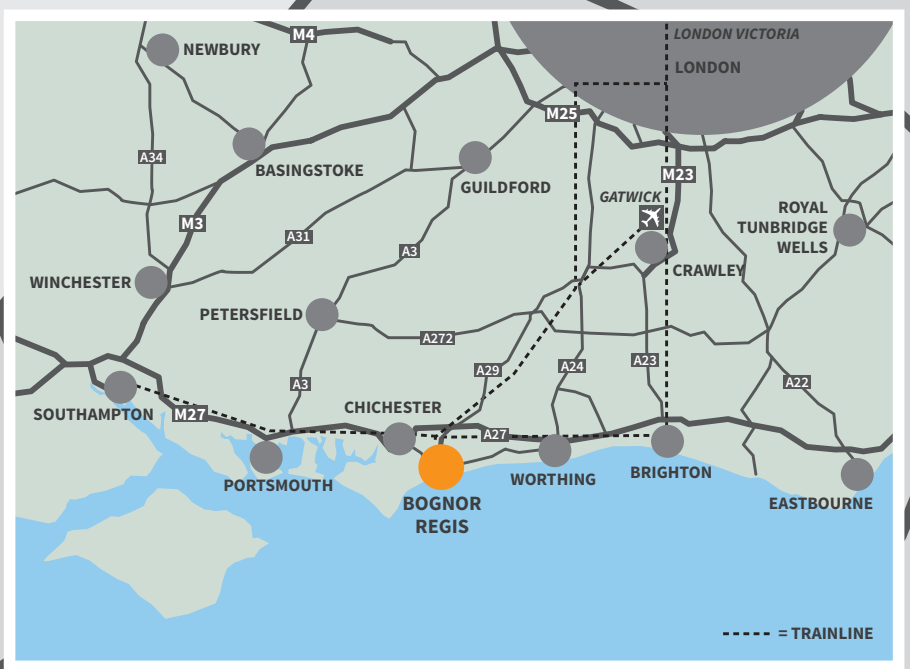 LONDON VICTORIA
M4
NEWBURY
LONDON
M25
A34
BASINGSTOKE
M23
GUILDFORD
GATWICK
ROYAL
TUNBRIDGE
WELLS
M3
A31
A3
CRAWLEY
WINCHESTER
PETERSFIELD
A272
A29
A24
A23
A3
A22
SOUTHAMPTON
M27
CHICHESTER
A27
PORTSMOUTH
WORTHING
BRIGHTON
BOGNOR
REGIS
EASTBOURNE
= TRAINLINE